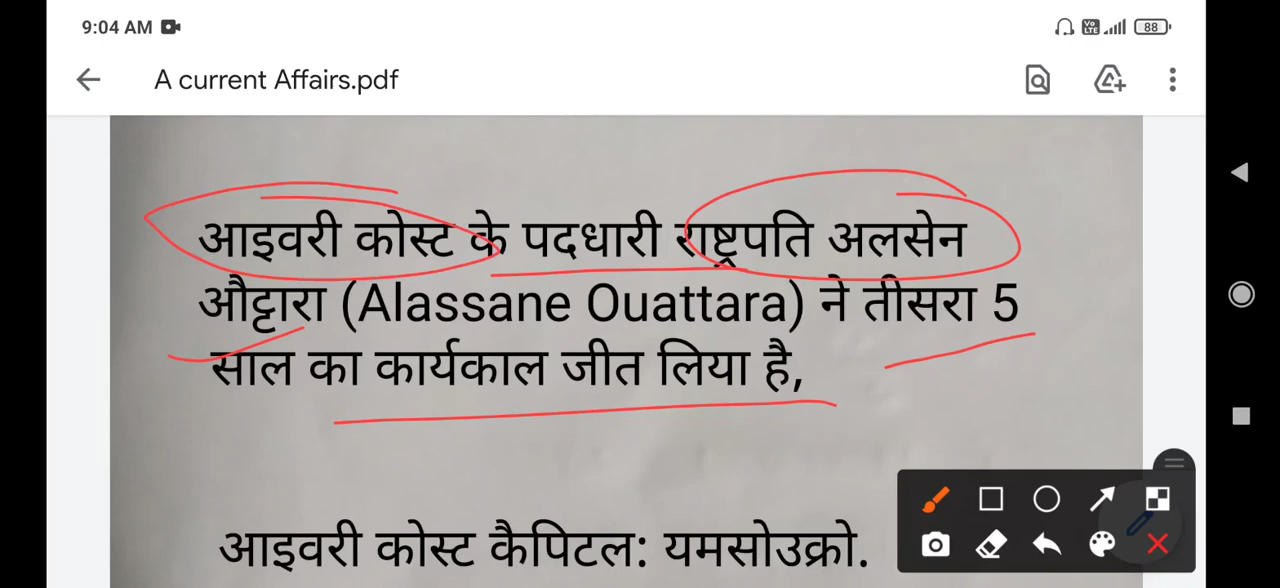 9:04 AM
88
A current Affairs.pdf
आइवरी कोस्ट के पदधारी राष्ट्रपति अलसेन
औट्टारा (Alassane Ouattara) ने तीसरा 5
साल का कार्यकाल जीत लिया है,
आइवरी कोस्ट कैपिटल: यमसोउक्रो.